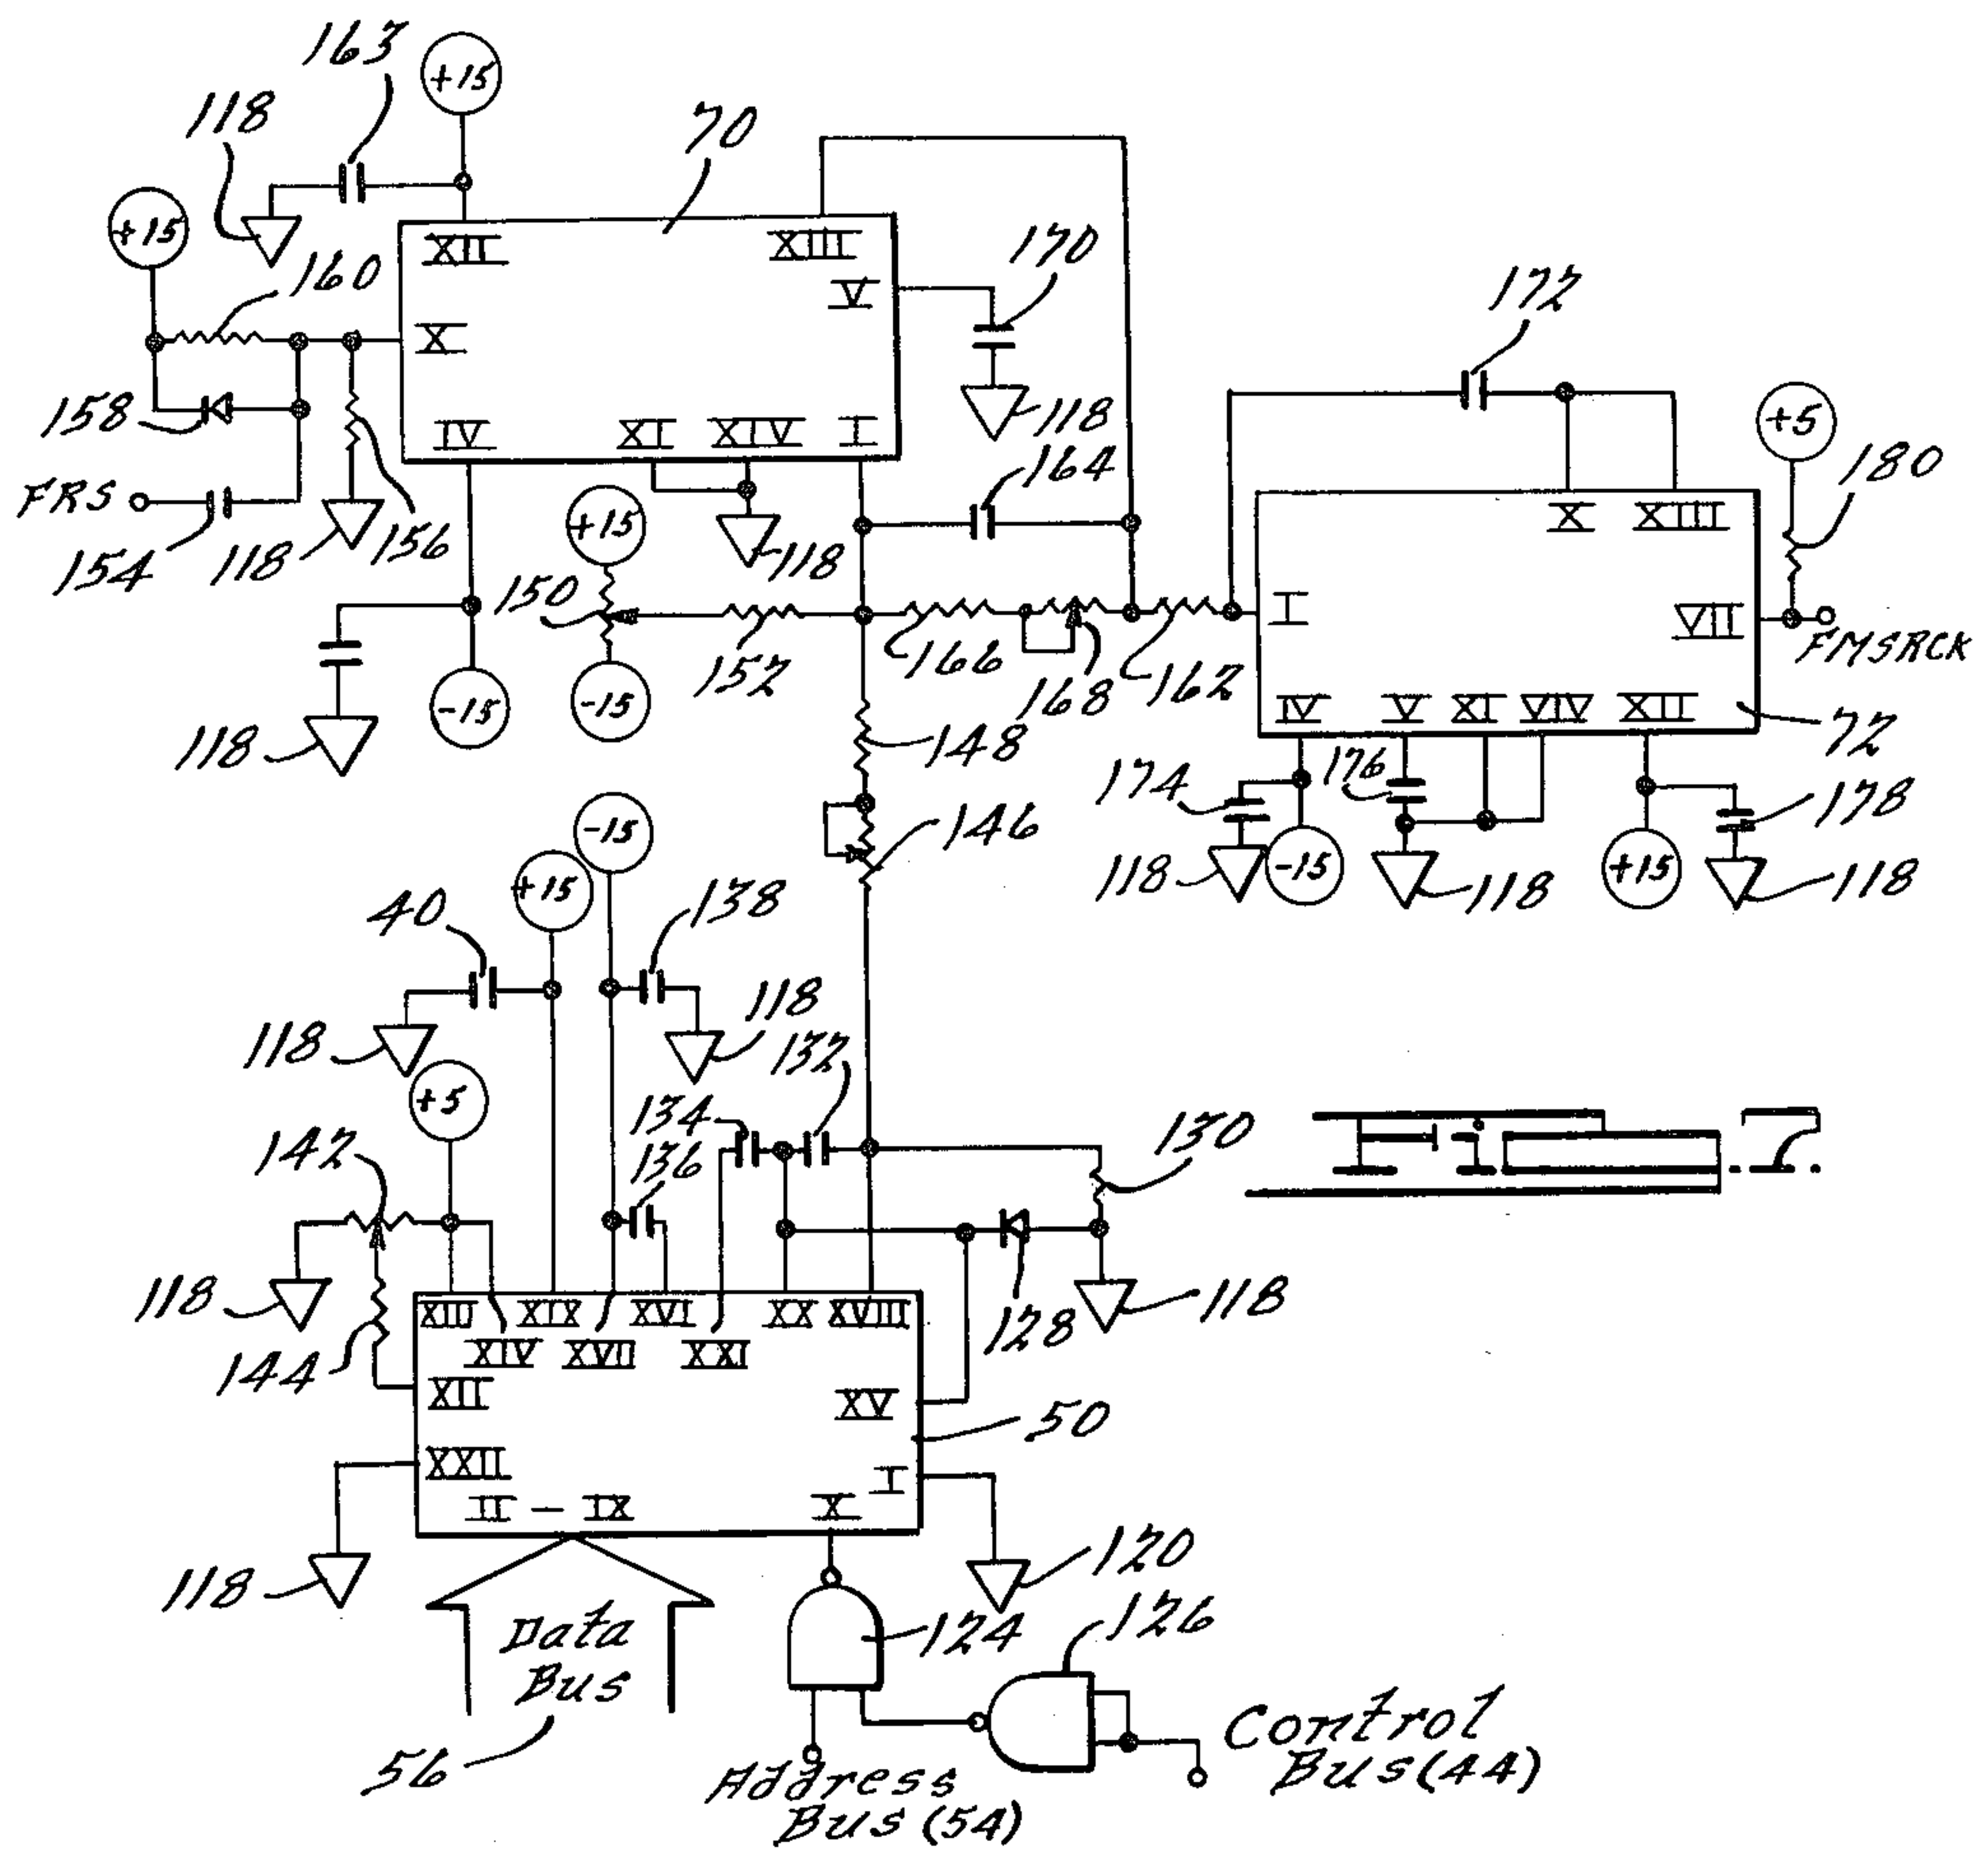 163
+15
118
70
+15
XII
XIII
170
160
V
172
X
158
IV
XI
XIV
I
118
+5
164
180
FRS
X
XIII
154
118
156
+15
118
150
I
VII
FMSRCK
152
166
168
162
118
-15
-15
IV
V
XI
VIV
XII
72
148
174
176
178
-15
146
118
-15
118
+15
118
+15
40
138
118
118
132
+5
134
130
136
142
Fig. 7.
118
XIII
XIX
XVI
XX
XVIII
118
XIV
XVII
XXI
128
144
XII
XV
50
XXII
I
II - IX
X
120
118
126
Data
Bus
124
Control
Bus (44)
56
Address
Bus (54)